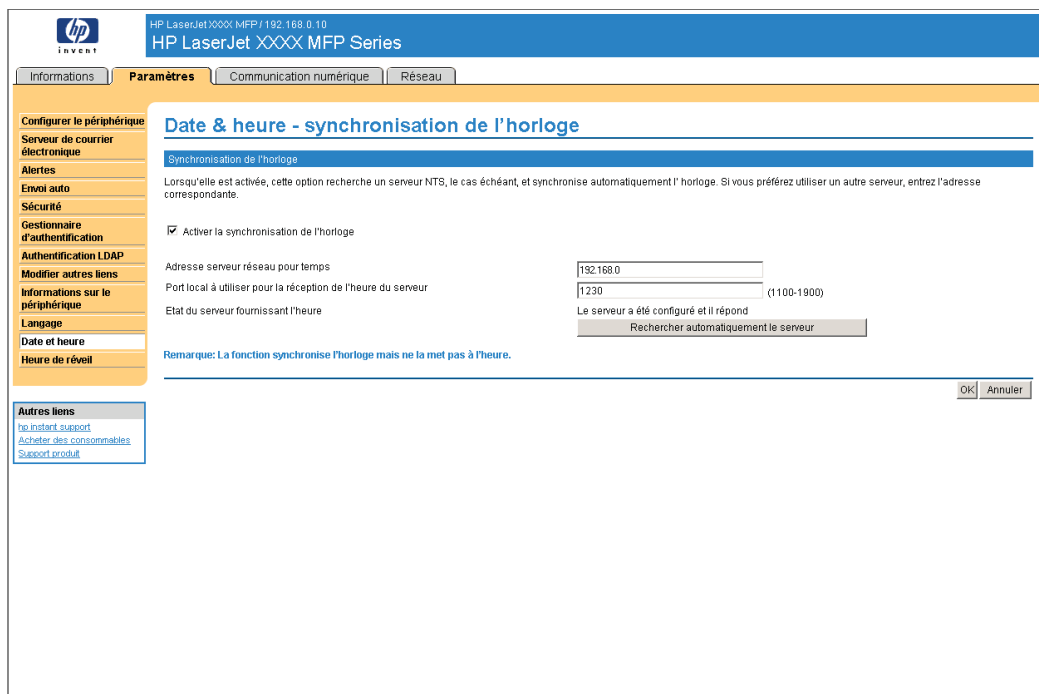 hp
invent
HP LaserJet XXXX MFP / 192.168.0.10
HP LaserJet XXXX MFP Series
Informations
Paramètres
Communication numérique
Réseau
Configurer le périphérique
Serveur de courrier
électronique
Alertes
Envoi auto
Sécurité
Gestionnaire
d'authentification
Authentification LDAP
Modifier autres liens
Informations sur le
périphérique
Langage
Date et heure
Heure de réveil
Autres liens
hp instant support
Acheter des consommables
Support produit
Date & heure - synchronisation de l'horloge
Synchronisation de l'horloge
Lorsqu'elle est activée, cette option recherche un serveur NTS, le cas échéant, et synchronise automatiquement l' horloge. Si vous préférez utiliser un autre serveur, entrez l'adresse
correspondante.
Activer la synchronisation de l'horloge
Adresse serveur réseau pour temps
192.168.0
Port local à utiliser pour la réception de l'heure du serveur
1230
(1100-1900)
Etat du serveur fournissant l'heure
Le serveur a été configuré et il répond
Rechercher automatiquement le serveur
Remarque: La fonction synchronise l'horloge mais ne la met pas à l'heure.
OK
Annuler